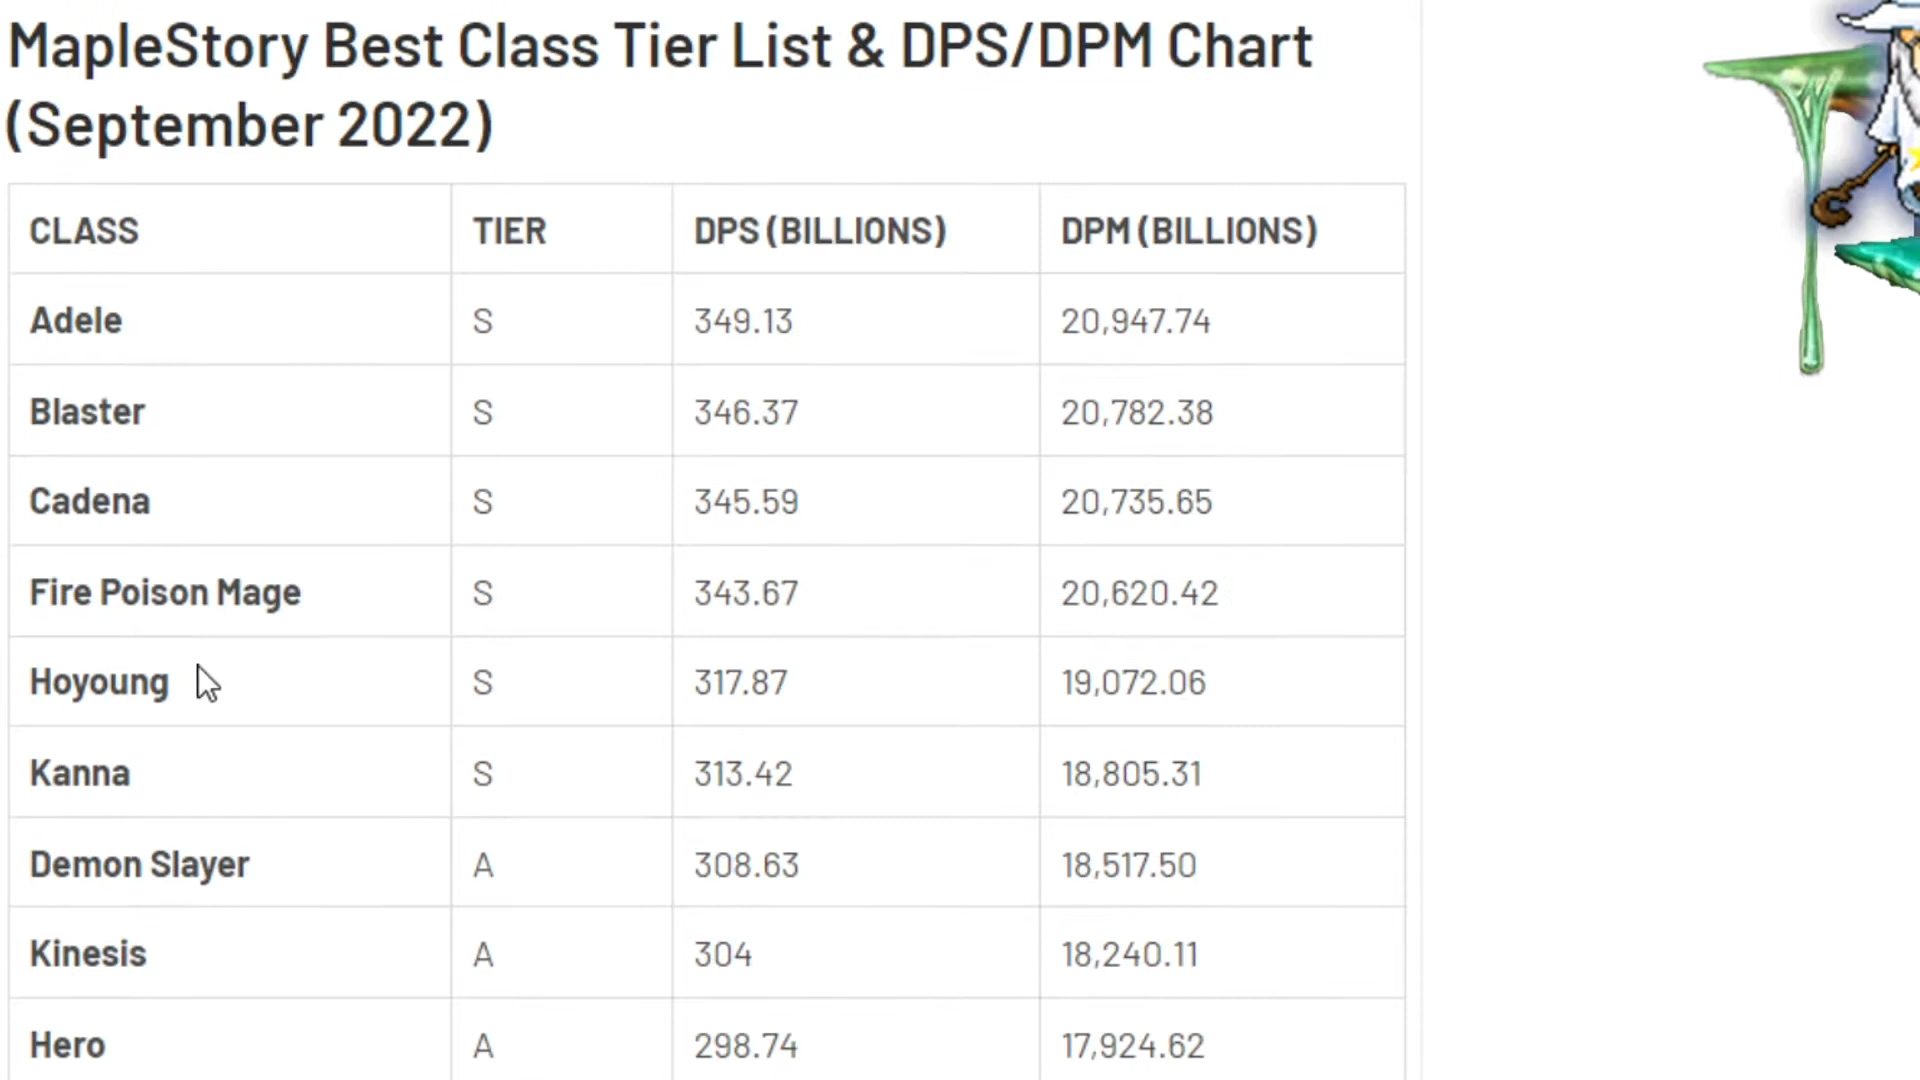 MapleStory Best Class Tier List & DPS/DPM Chart
(September 2022)
CLASS TIER DPS (BILLIONS) DPM (BILLIONS)
Adele S 349.13 20,947.74
Blaster S 346.37 20,782.38
Cadena S 345.59 20,735.65
Fire Poison Mage S 343.67 20,620.42
Hoyoung S 317.87 19,072.06
Kanna S 313.42 18,805.31
Demon Slayer A 308.63 18,517.50
Kinesis A 304 18,240.11
Hero A 298.74 17,924.62